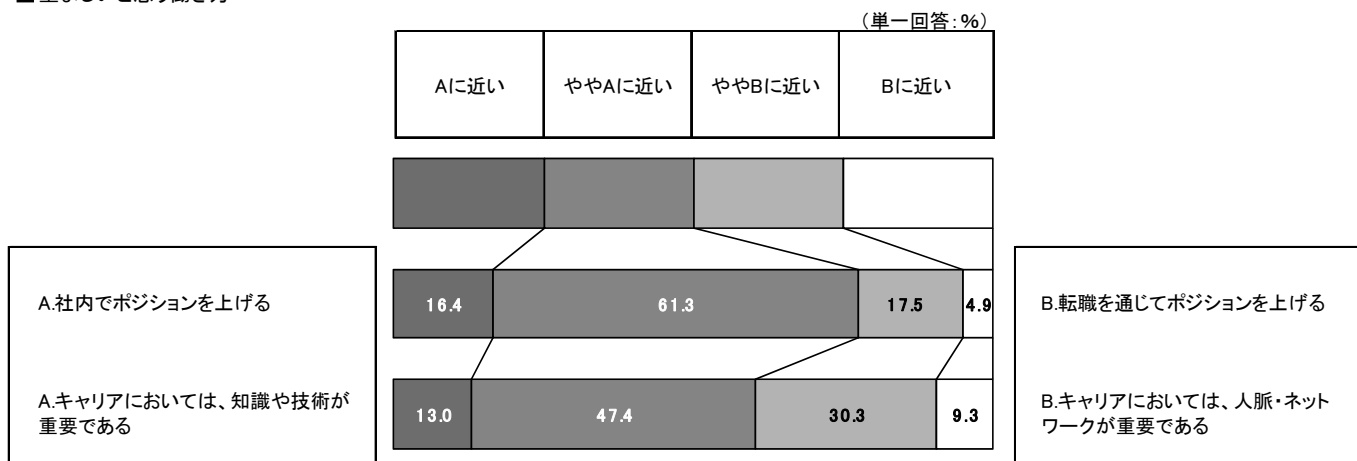 （単一回答：%）
Aに近い
ややAに近い
ややBに近い
Bに近い
A.社内でポジションを上げる
16.4
61.3
17.5
4.9
B.転職を通じてポジションを上げる
A.キャリアにおいては、知識や技術が
重要である
13.0
47.4
30.3
9.3
B.キャリアにおいては、人脈・ネット
ワークが重要である